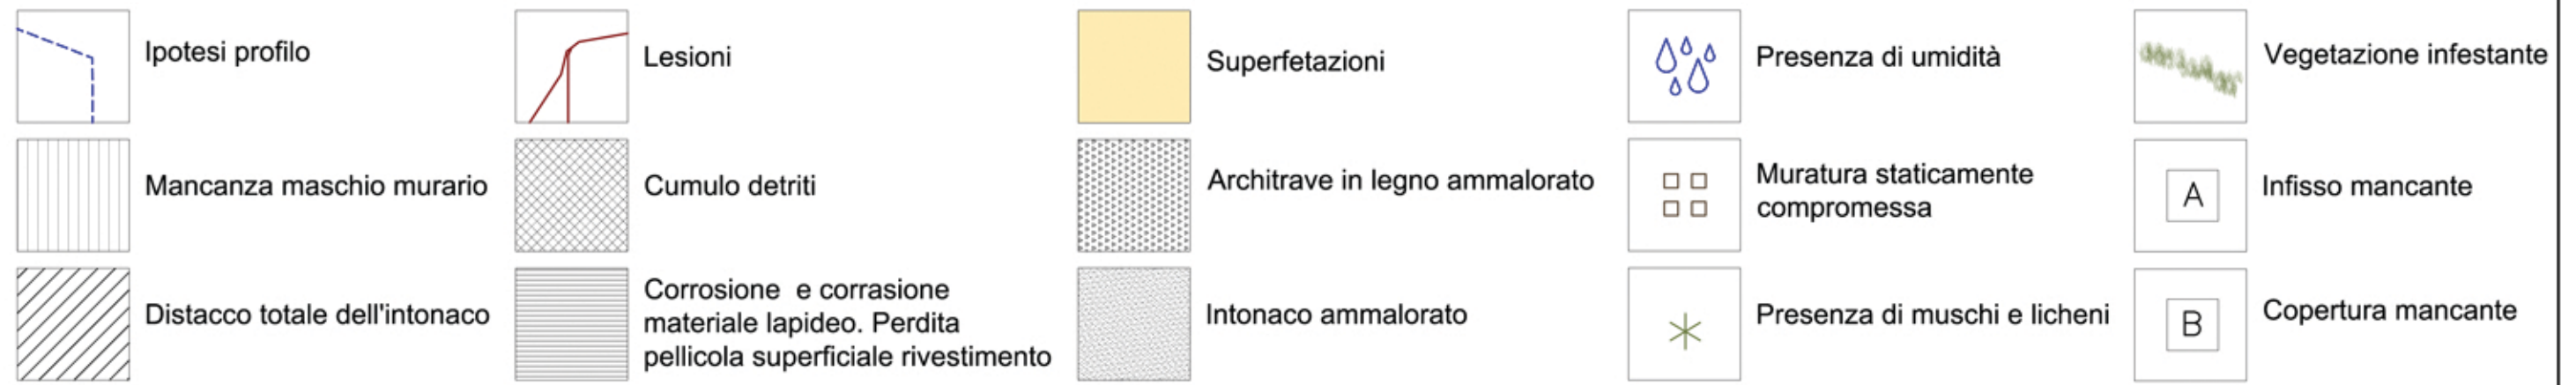 Ipotesi profilo
Lesioni
Superfetazioni
Presenza di umidità
Vegetazione infestante
Mancanza maschio murario
Cumulo detriti
Architrave in legno ammalorato
Muratura staticamente
compromessa
A
Infisso mancante
Distacco totale dell'intonaco
Corrosione e corrasione
materiale lapideo. Perdita
pellicola superficiale rivestimento
Intonaco ammalorato
Presenza di muschi e licheni
B
Copertura mancante